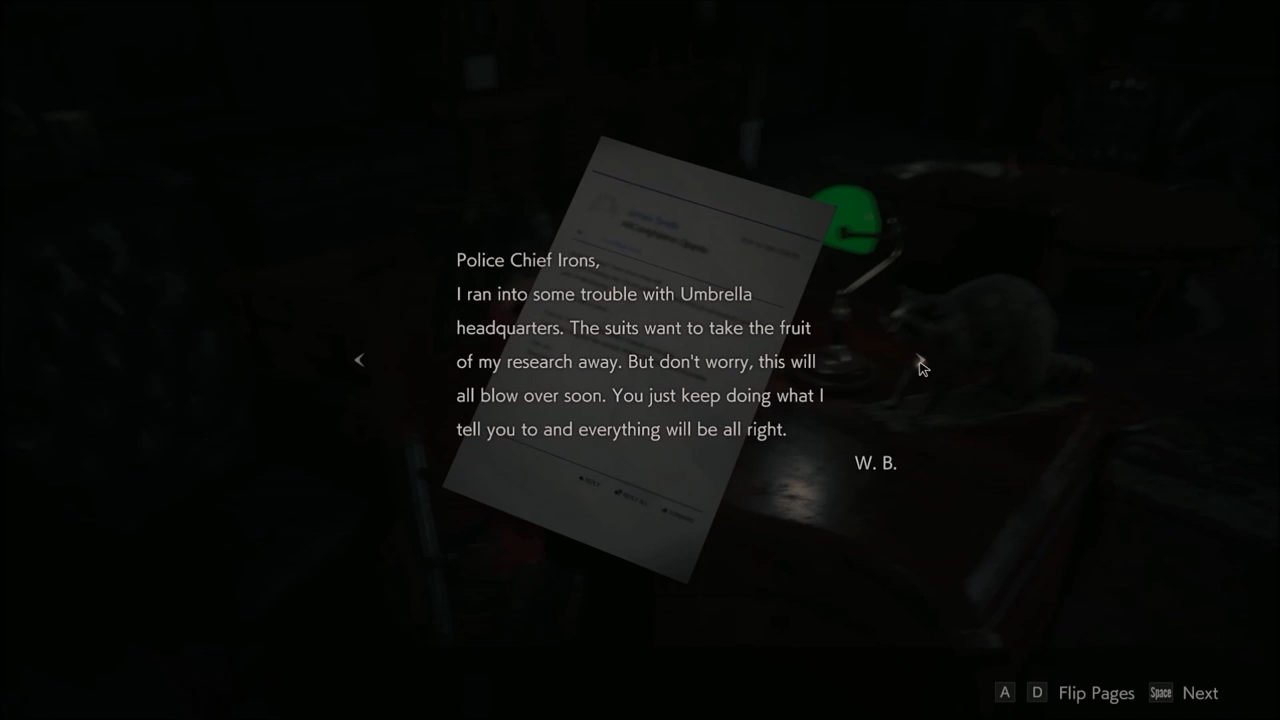 Police Chief Irons,
I ran into some trouble with Umbrella
headquarters. The suits want to take the fruit
of my research away. But don't worry, this will
all blow over soon. You just keep doing what I
tell you to and everything will be all right.
W. B.
A D Flip Pages Space Next